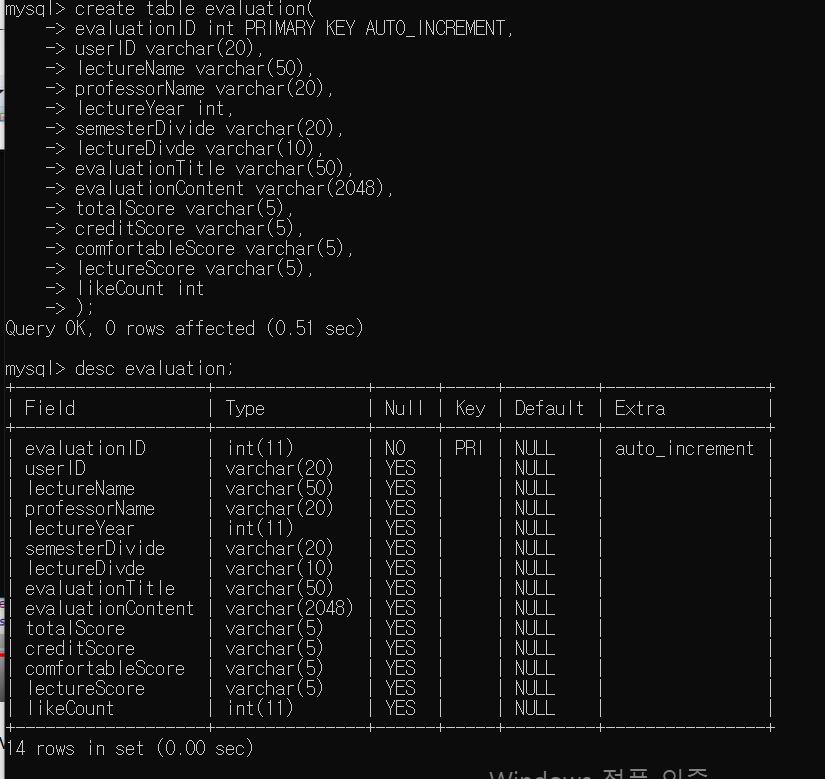 mysql> create table evaluation(
    -> evaluationID int PRIMARY KEY AUTO_INCREMENT,
    -> userID varchar(20),
    -> lectureName varchar(50),
    -> professorName varchar(20),
    -> lectureYear int,
    -> semesterDivide varchar(20),
    -> lectureDivde varchar(10),
    -> evaluationTitle varchar(50),
    -> evaluationContent varchar(2048),
    -> totalScore varchar(5),
    -> creditScore varchar(5),
    -> comfortableScore varchar(5),
    -> lectureScore varchar(5),
    -> likeCount int
    -> );
Query OK, 0 rows affected (0.51 sec)
mysql> desc evaluation;
+-------------------+---------------+------+-----+---------+----------------+
| Field             | Type          | Null | Key | Default | Extra          |
+-------------------+---------------+------+-----+---------+----------------+
| evaluationID      | int(11)       | NO   | PRI | NULL    | auto_increment |
| userID            | varchar(20)   | YES  |     | NULL    |                |
| lectureName       | varchar(50)   | YES  |     | NULL    |                |
| professorName     | varchar(20)   | YES  |     | NULL    |                |
| lectureYear       | int(11)       | YES  |     | NULL    |                |
| semesterDivide    | varchar(20)   | YES  |     | NULL    |                |
| lectureDivde      | varchar(10)   | YES  |     | NULL    |                |
| evaluationTitle   | varchar(50)   | YES  |     | NULL    |                |
| evaluationContent | varchar(2048) | YES  |     | NULL    |                |
| totalScore        | varchar(5)    | YES  |     | NULL    |                |
| creditScore       | varchar(5)    | YES  |     | NULL    |                |
| comfortableScore  | varchar(5)    | YES  |     | NULL    |                |
| lectureScore      | varchar(5)    | YES  |     | NULL    |                |
| likeCount         | int(11)       | YES  |     | NULL    |                |
+-------------------+---------------+------+-----+---------+----------------+
14 rows in set (0.00 sec)
Windows 정품 인증